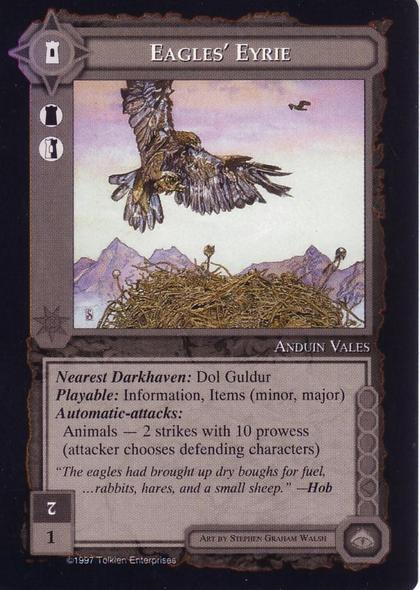 EAGLES' EYRIE
ANDUIN VALES
Nearest Darkhaven: Dol Guldur
Playable: Information, Items (minor, major)
Automatic-attacks:
Animals — 2 strikes with 10 prowess
(attacker chooses defending characters)
"The eagles had brought up dry boughs for fuel,
...rabbits, hares, and a small sheep." —Hob
2
1
ART BY STEPHEN GRAHAM WALSH
©1997 Tolkien Enterprises